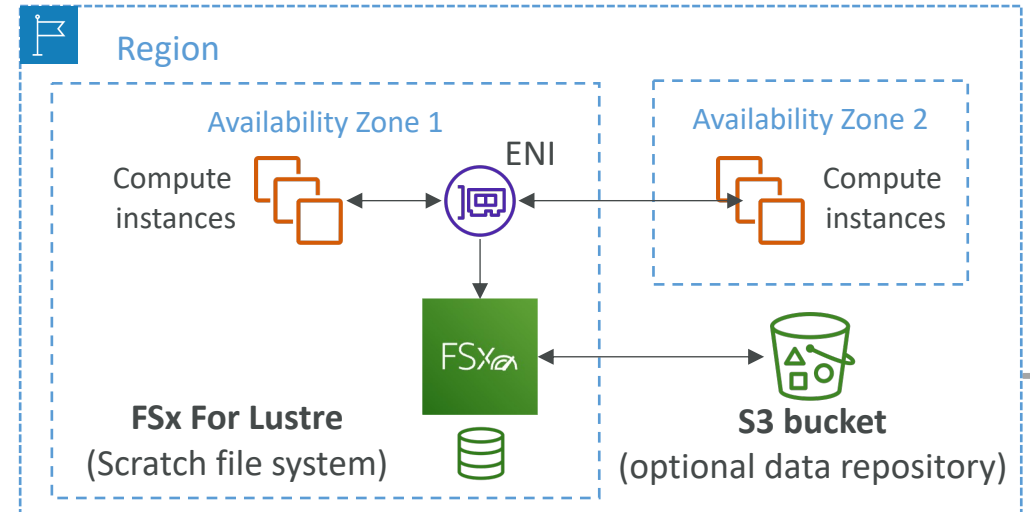 Region
Availability Zone 1
Availability Zone 2
ENI
Compute
instances
Compute
instances
FSx
FSx For Lustre
(Scratch file system)
S3 bucket
(optional data repository)